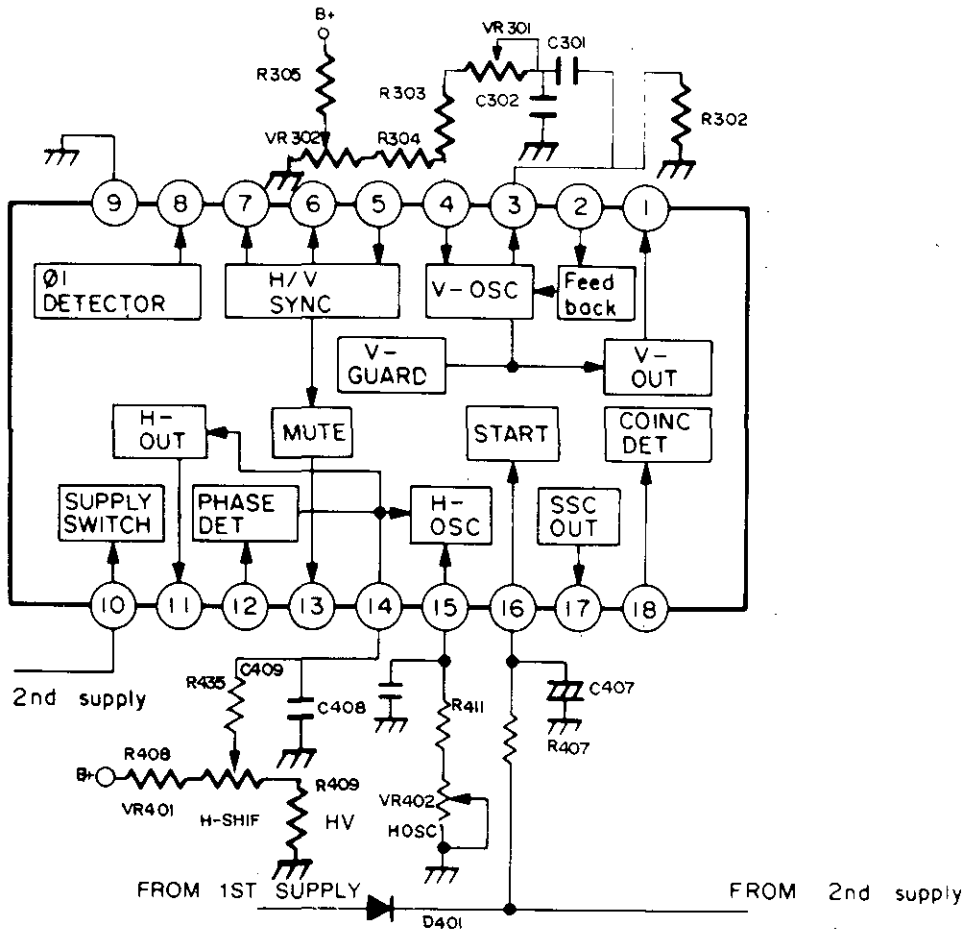 B+
VR301
C301
R305
R303
C302
R302
VR302
R304
9
8
7
6
5
4
3
2
1
Ø1
DETECTOR
H/V
SYNC
V-OSC
Feed
back
V-
GUARD
V-
OUT
H-
OUT
MUTE
START
COINC
DET
SUPPLY
SWITCH
PHASE
DET
H-
OSC
SSC
OUT
10
11
12
13
14
15
16
17
18
2nd supply
R435
C409
C408
R411
C407
R407
B+
R408
R409
VR401
H-SHIF
HV
VR402
HOSC
FROM 1ST SUPPLY
D401
FROM 2nd supply